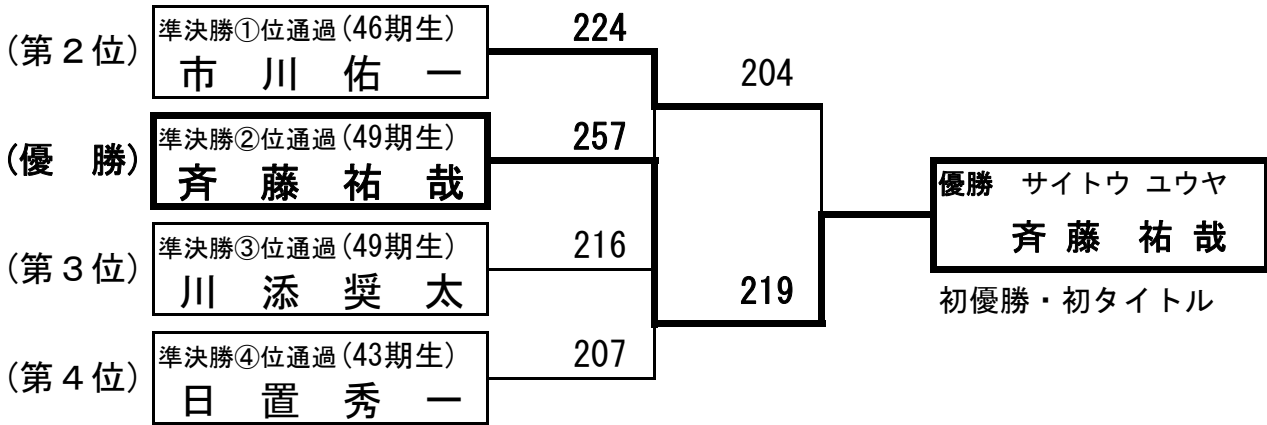 (第２位)
準決勝①位通過(46期生)
市川佑一
224
(優　勝)
準決勝②位通過(49期生)
斉藤祐哉
257
(第３位)
準決勝③位通過(49期生)
川添奨太
216
(第４位)
準決勝④位通過(43期生)
日置秀一
207
204
219
優勝　サイトウ ユウヤ
斉藤　祐哉
初優勝・初タイトル